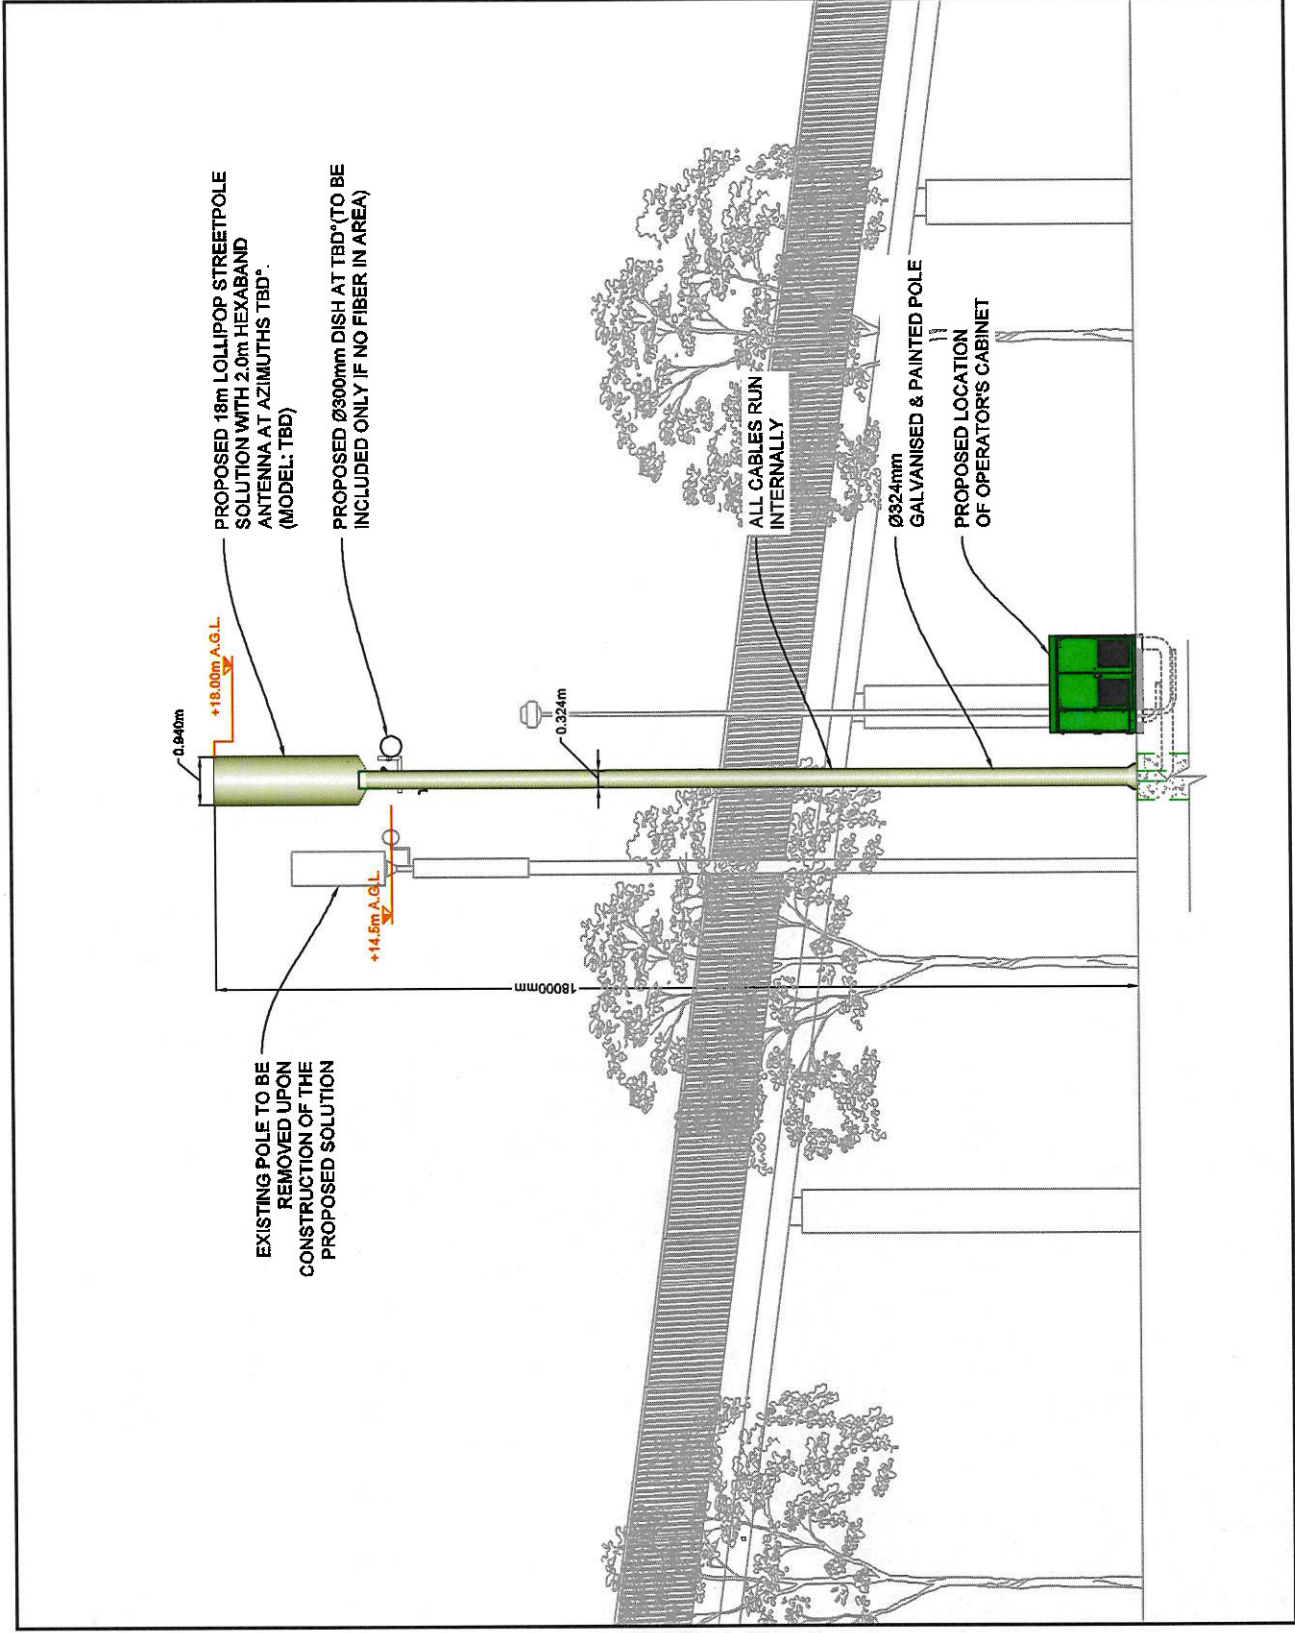 PROPOSED 18m LOLLIPOP STREETPOLE
SOLUTION WITH 2.0m HEXABAND
ANTENNA AT AZIMUTHS TBD°.
(MODEL: TBD)
PROPOSED Ø300mm DISH AT TBD°(TO BE
INCLUDED ONLY IF NO FIBER IN AREA)
0.940m
+18.00m A.G.L.
EXISTING POLE TO BE
REMOVED UPON
CONSTRUCTION OF THE
PROPOSED SOLUTION
+14.5m A.G.L.
18000mm
0.324m
ALL CABLES RUN
INTERNALLY
Ø324mm
GALVANISED & PAINTED POLE
PROPOSED LOCATION
OF OPERATOR'S CABINET